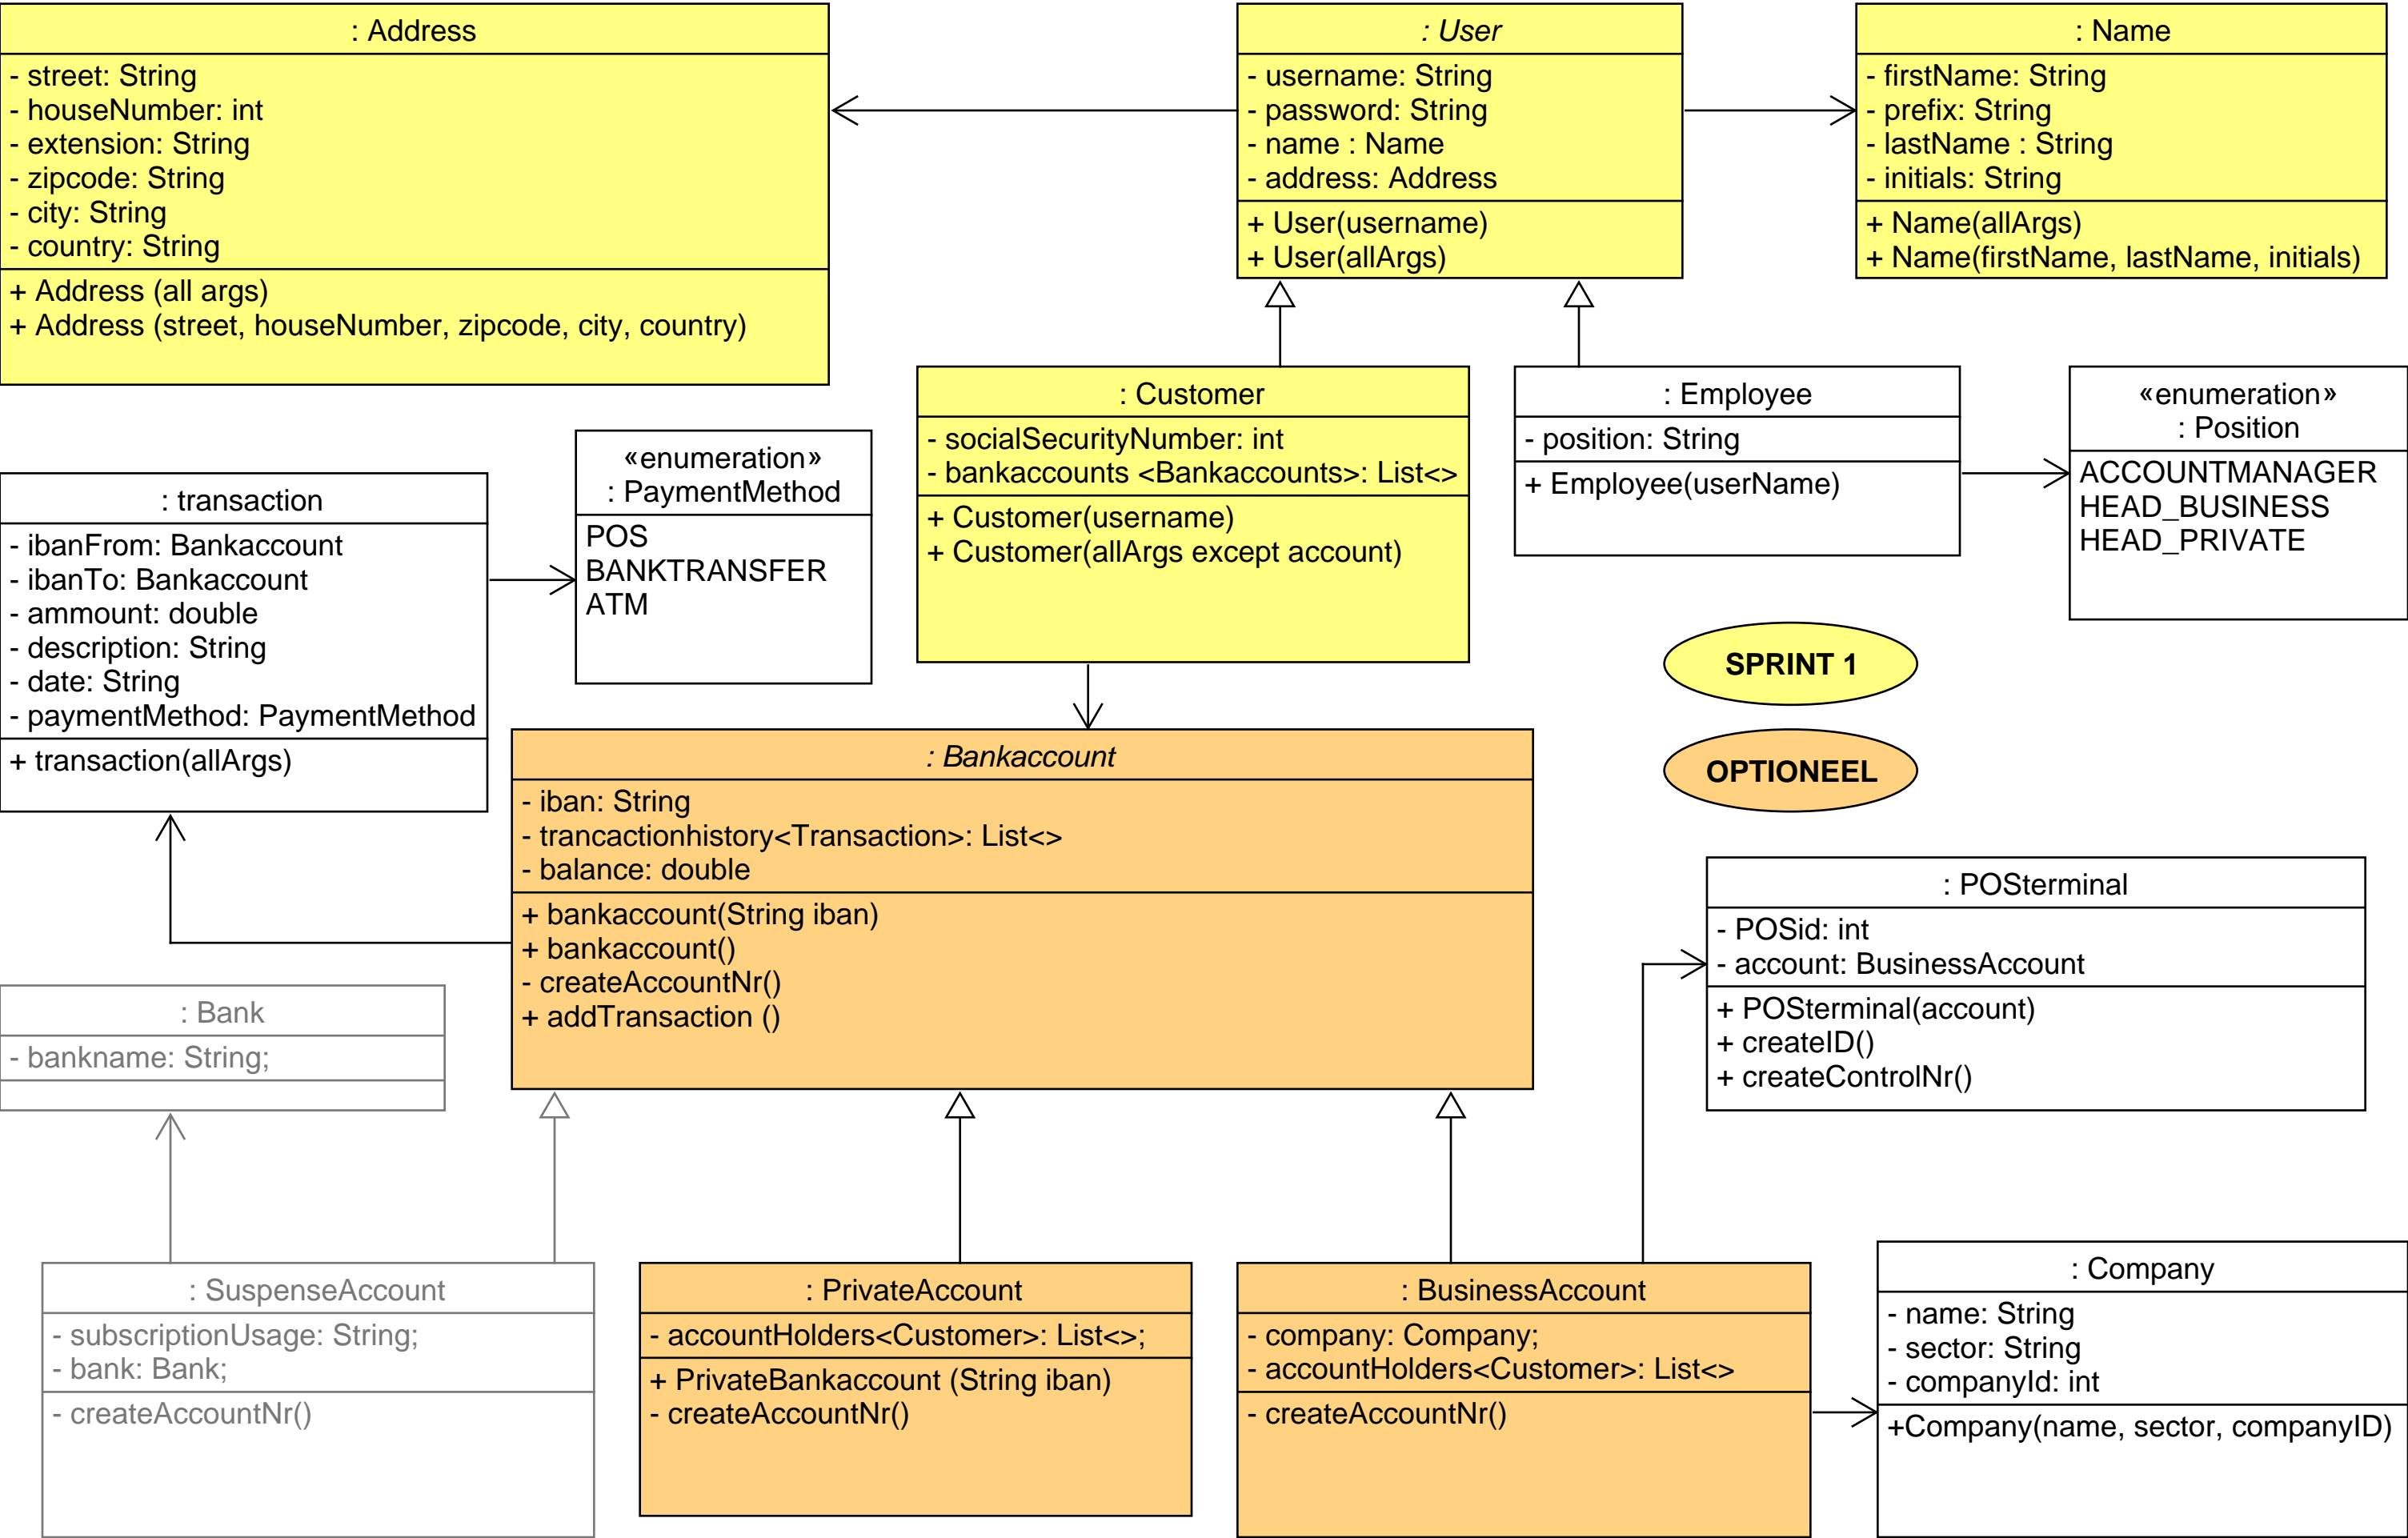 : Address
- street: String
- houseNumber: int
- extension: String
- zipcode: String
- city: String
- country: String
+ Address (all args)
+ Address (street, houseNumber, zipcode, city, country)
: User
- username: String
- password: String
- name : Name
- address: Address
+ User(username)
+ User(allArgs)
: Name
- firstName: String
- prefix: String
- lastName : String
- initials: String
+ Name(allArgs)
+ Name(firstName, lastName, initials)
: Customer
- socialSecurityNumber: int
- bankaccounts <Bankaccounts>: List<>
+ Customer(username)
+ Customer(allArgs except account)
: Employee
- position: String
+ Employee(userName)
«enumeration»
: Position
ACCOUNTMANAGER
HEAD_BUSINESS
HEAD_PRIVATE
: transaction
- ibanFrom: Bankaccount
- ibanTo: Bankaccount
- ammount: double
- description: String
- date: String
- paymentMethod: PaymentMethod
+ transaction(allArgs)
«enumeration»
: PaymentMethod
POS
BANKTRANSFER
ATM
SPRINT 1
OPTIONEEL
: Bankaccount
- iban: String
- trancactionhistory<Transaction>: List<>
- balance: double
+ bankaccount(String iban)
+ bankaccount()
- createAccountNr()
+ addTransaction ()
: POSterminal
- POSid: int
- account: BusinessAccount
+ POSterminal(account)
+ createID()
+ createControlNr()
: Bank
- bankname: String;
: SuspenseAccount
- subscriptionUsage: String;
- bank: Bank;
- createAccountNr()
: PrivateAccount
- accountHolders<Customer>: List<>;
+ PrivateBankaccount (String iban)
- createAccountNr()
: BusinessAccount
- company: Company;
- accountHolders<Customer>: List<>
- createAccountNr()
: Company
- name: String
- sector: String
- companyId: int
+Company(name, sector, companyID)